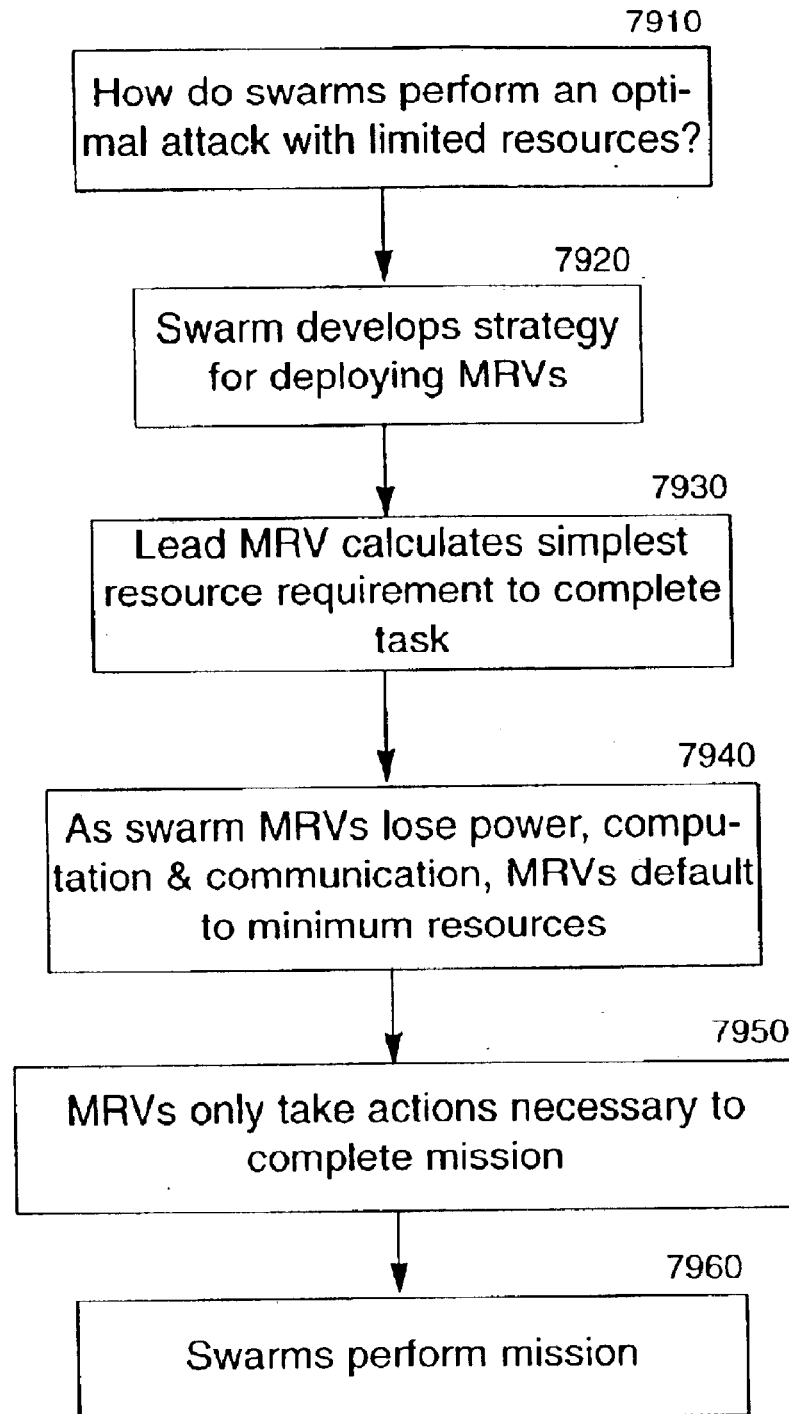 7910
How do swarms perform an opti-
mal attack with limited resources?
7920
Swarm develops strategy
for deploying MRVs
7930
Lead MRV calculates simplest
resource requirement to complete
task
7940
As swarm MRVs lose power, compu-
tation & communication, MRVs default
to minimum resources
7950
MRVs only take actions necessary to
complete mission
7960
Swarms perform mission